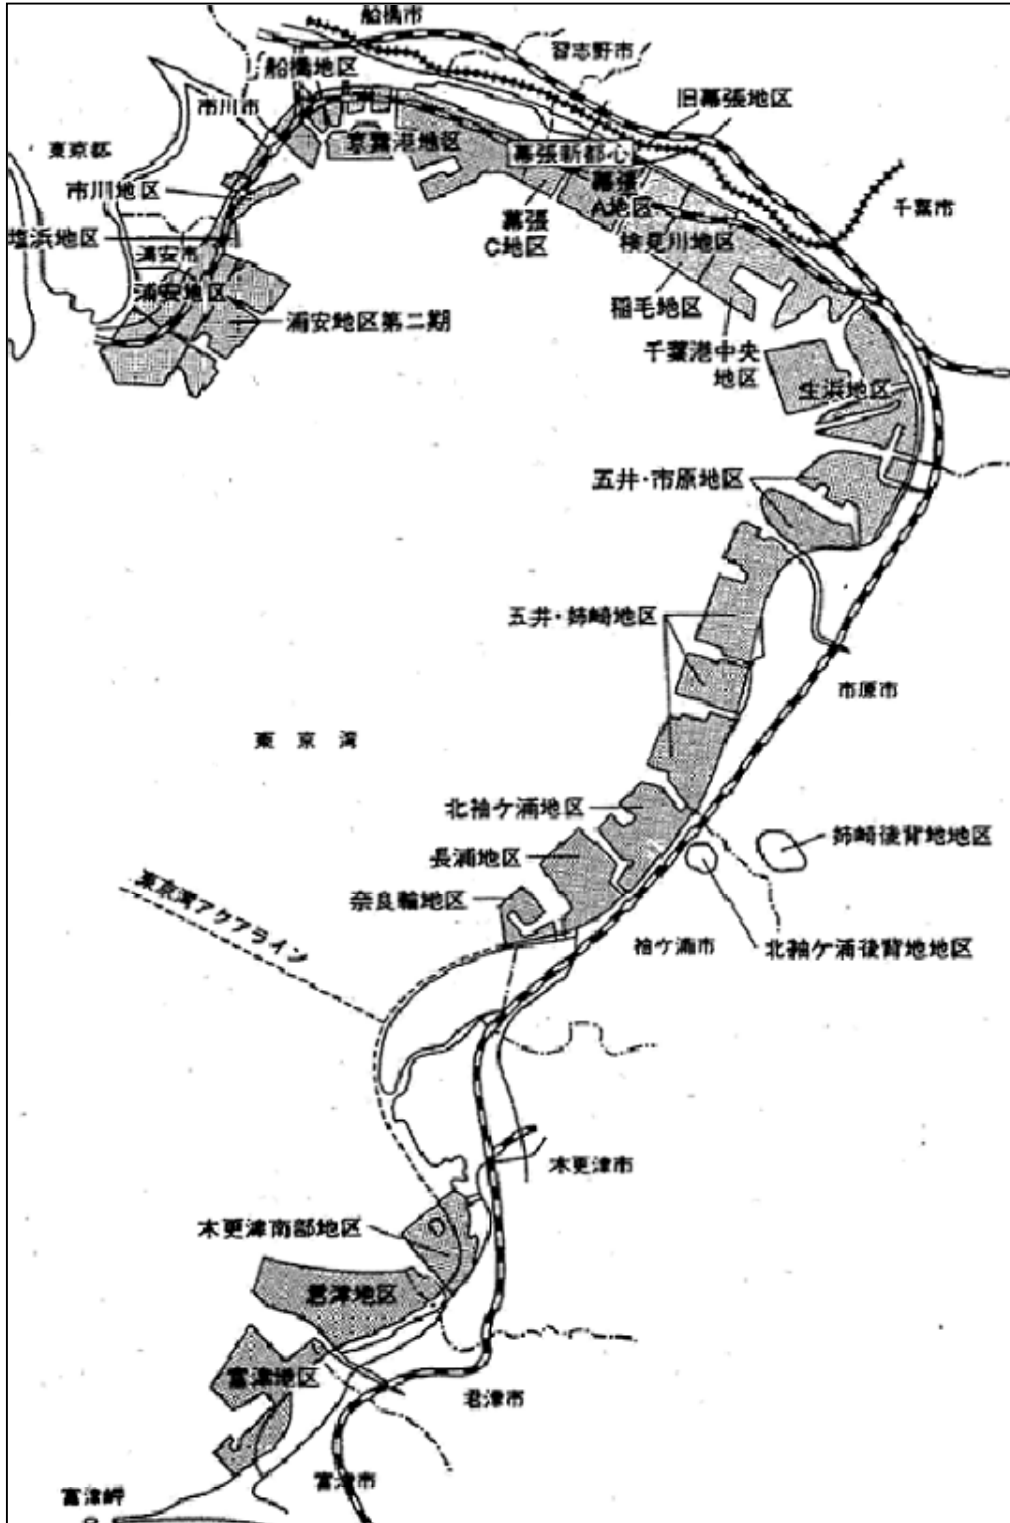 船橋市
習志野市
船橋地区
旧幕張地区
市川市
京葉港地区
東京都
幕張新都心
市川地区
幕張
A地区
千葉市
幕張
C地区
塩浜地区
検見川地区
浦安市
浦安地区
稲毛地区
浦安地区第二期
千葉港中央
地区
生浜地区
五井・市原地区
五井・姉崎地区
市原市
東京湾
北袖ケ浦地区
姉崎後背地地区
長浦地区
奈良輪地区
東京湾アクアライン
袖ケ浦市
北袖ケ浦後背地地区
木更津市
木更津南部地区
君津地区
富津地区
君津市
富津市
富津岬